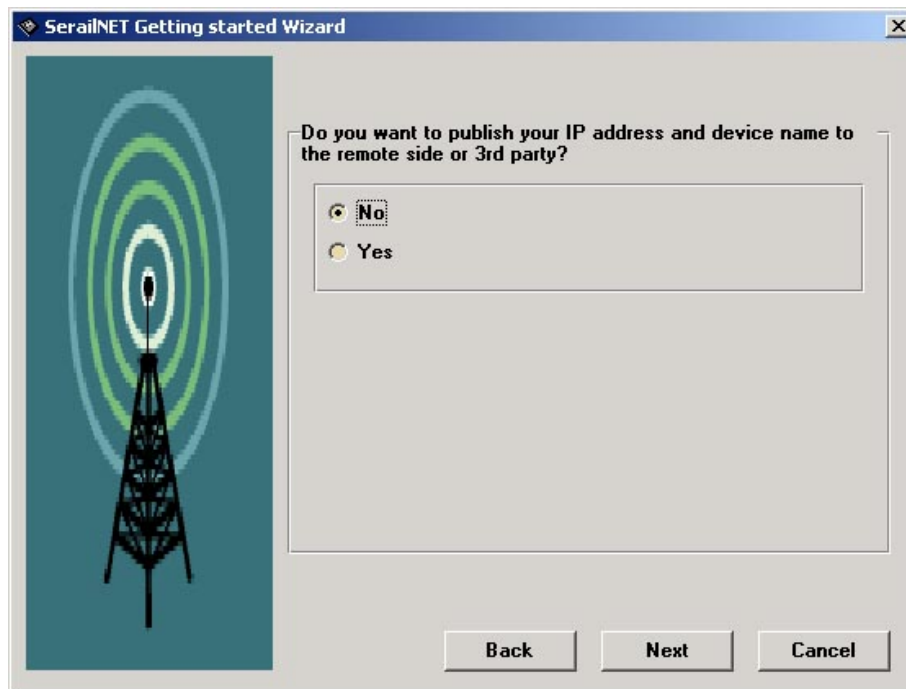 SerailNET Getting started Wizard
Do you want to publish your IP address and device name to
the remote side or 3rd party?
No
Yes
Back
Next
Cancel